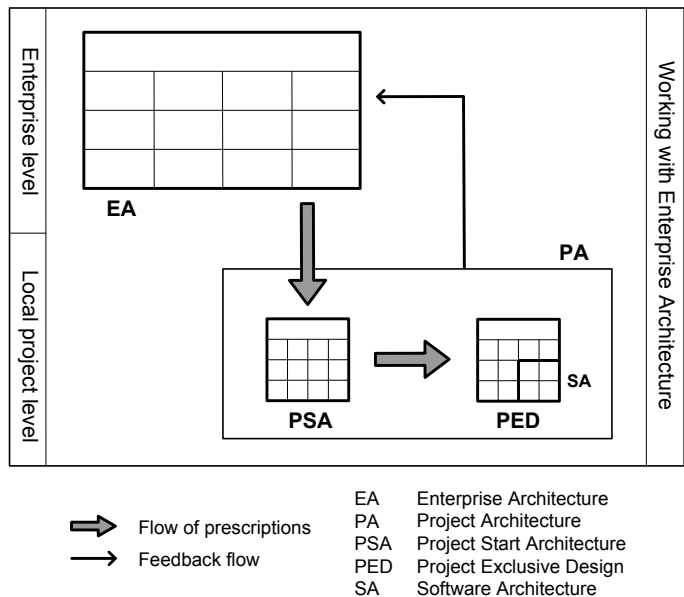 Enterprise level
Local project level
Working with Enterprise Architecture
EA
PA
PSA
PED
SA
Flow of prescriptions
Feedback flow
EA Enterprise Architecture
PA Project Architecture
PSA Project Start Architecture
PED Project Exclusive Design
SA Software Architecture